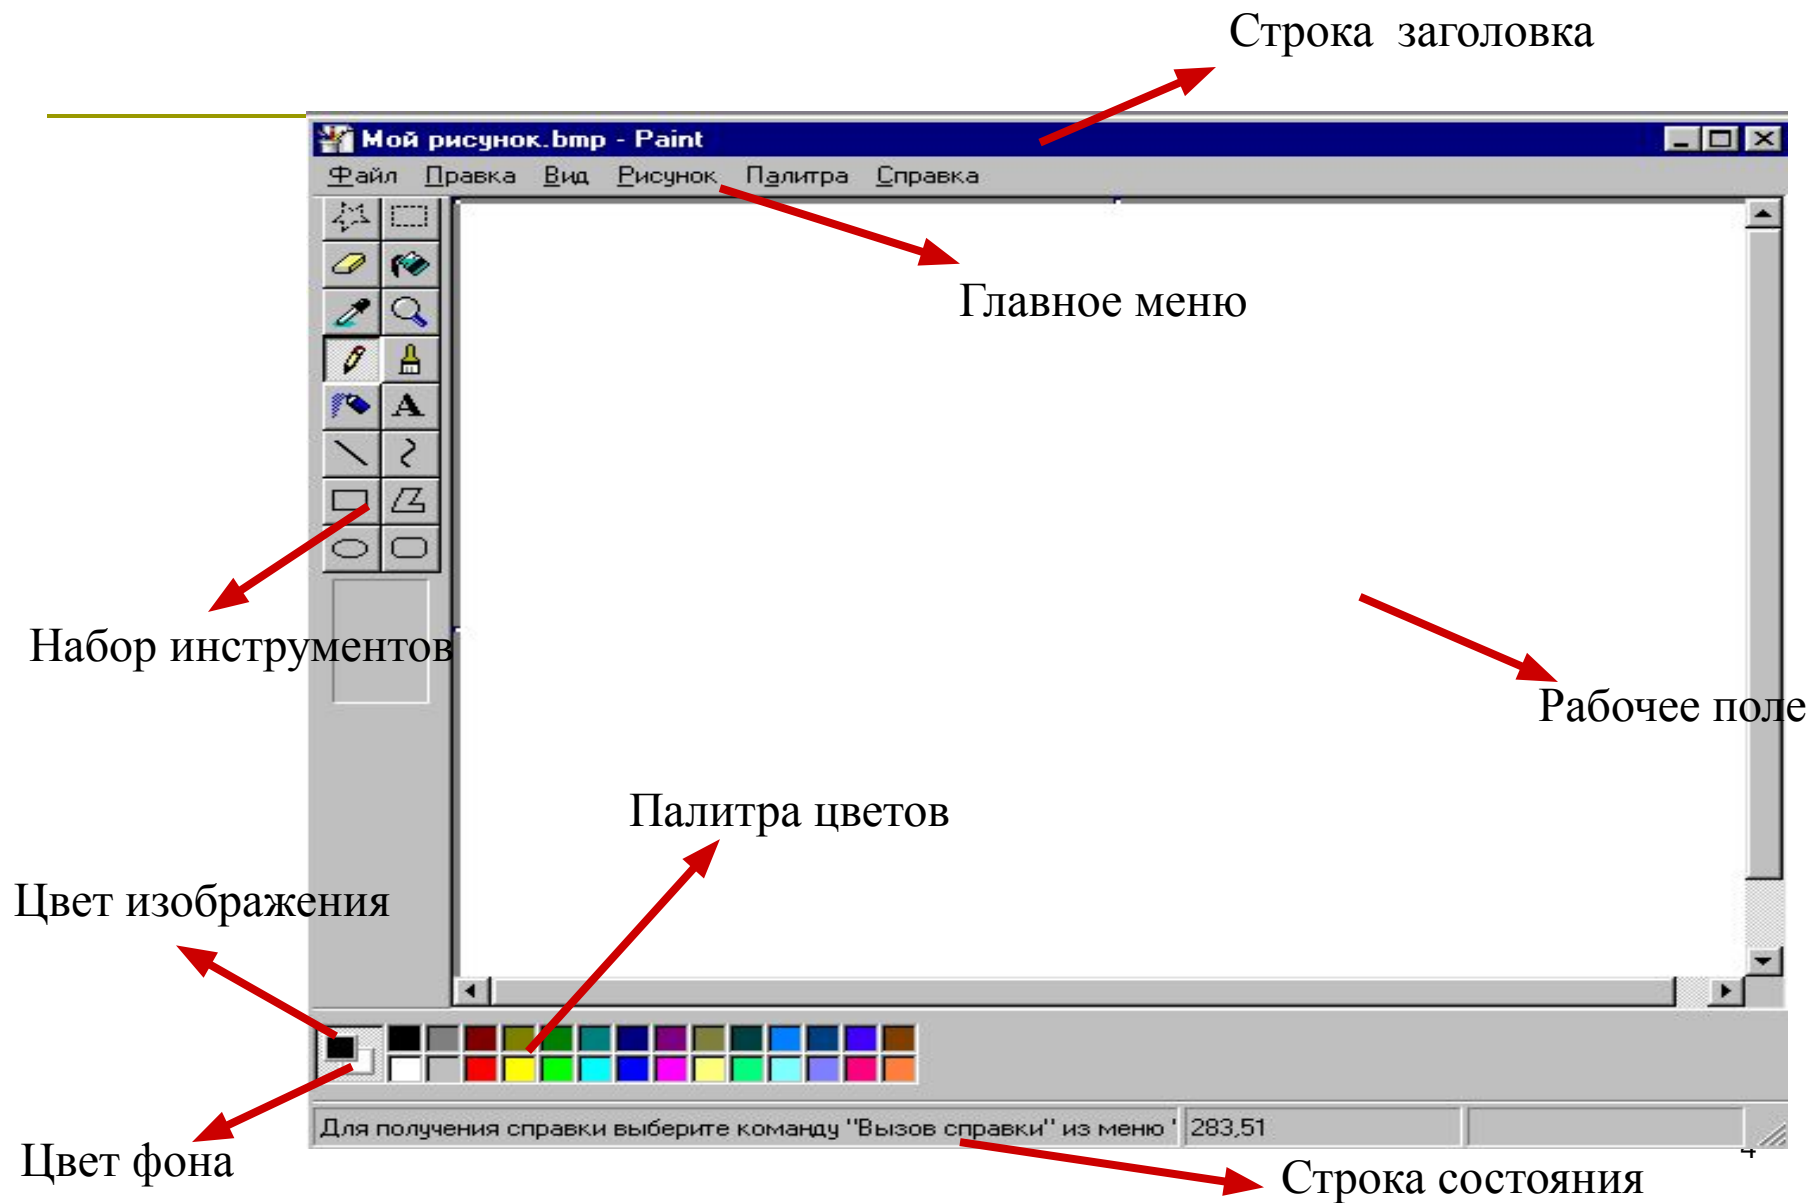 Строка заголовка
Мой рисунок.bmp - Paint
Файл Правка Вид Рисунок Палитра Справка
Главное меню
A
Набор инструментов
Рабочее поле
Палитра цветов
Цвет изображения
Для получения справки выберите команду "Вызов справки" из меню ' 283,51
4
Цвет фона
Строка состояния